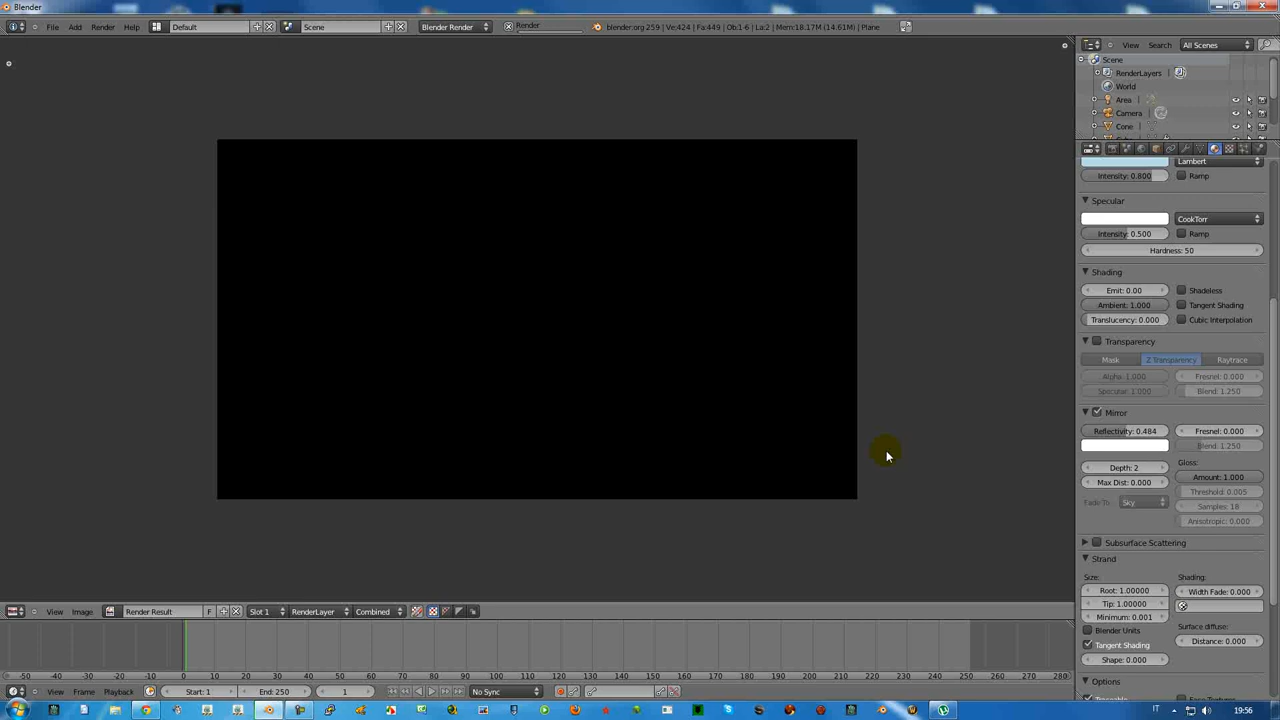 Blender
File Add Render Help Default Scene Blender Render Render blender.org 259 | Ve:424 | Fa:449 | Ob:1-6 | La:2 | Mem:18.17M (14.61M) | Plane
View Search All Scenes
Scene
RenderLayers
World
Area
Camera
Cone
Lambert
Intensity: 0.800 Ramp
Specular
CookTorr
Intensity: 0.500 Ramp
Hardness: 50
Shading
Emit: 0.00 Shadeless
Ambient: 1.000 Tangent Shading
Translucency: 0.000 Cubic Interpolation
Transparency
Mask Z Transparency Raytrace
Alpha: 1.000 Fresnel: 0.000
Specular: 1.000 Blend: 1.250
Mirror
Reflectivity: 0.484 Fresnel: 0.000
Blend: 1.250
Depth: 2 Gloss:
Max Dist: 0.000 Amount: 1.000
Threshold: 0.005
Fade To: Sky Samples: 18
Anisotropic: 0.000
Subsurface Scattering
Strand
Size: Shading:
Root: 1.00000 Width Fade: 0.000
Tip: 1.00000
Minimum: 0.001
Blender Units Surface diffuse:
Tangent Shading Distance: 0.000
Shape: 0.000
Options
Traceable Face Textures
View Image Render Result F Slot 1 RenderLayer Combined
-50 -40 -30 -20 -10 0 10 20 30 40 50 60 70 80 90 100 110 120 130 140 150 160 170 180 190 200 210 220 230 240 250 260 270 280
View Frame Playback Start: 1 End: 250 1 No Sync
IT 19:56